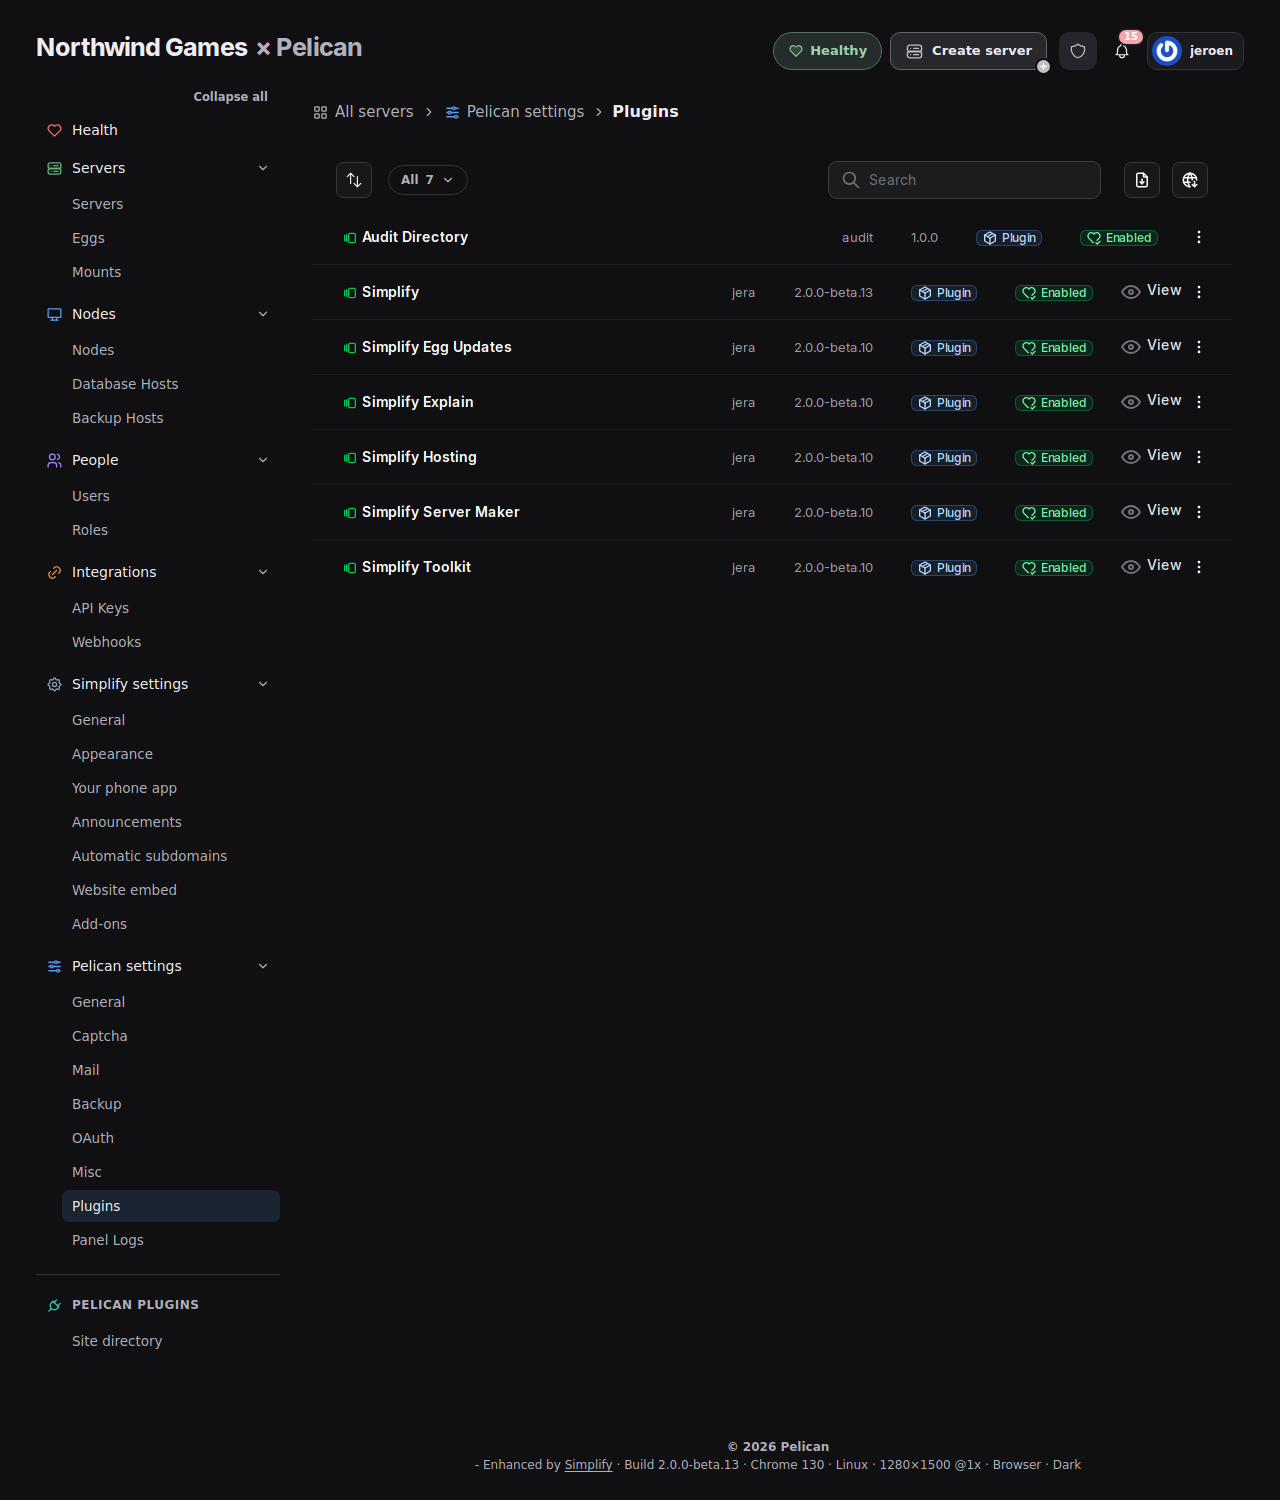 Northwind Games × Pelican
Healthy
Create server
15
jeroen
Collapse all
All servers > Pelican settings > Plugins
Health
Servers
Servers
Eggs
Mounts
Nodes
Nodes
Database Hosts
Backup Hosts
People
Users
Roles
Integrations
API Keys
Webhooks
Simplify settings
General
Appearance
Your phone app
Announcements
Automatic subdomains
Website embed
Add-ons
Pelican settings
General
Captcha
Mail
Backup
OAuth
Misc
Plugins
Panel Logs
PELICAN PLUGINS
Site directory
All 7
Search
Audit Directory audit 1.0.0 Plugin Enabled
Simplify jera 2.0.0-beta.13 Plugin Enabled View
Simplify Egg Updates jera 2.0.0-beta.10 Plugin Enabled View
Simplify Explain jera 2.0.0-beta.10 Plugin Enabled View
Simplify Hosting jera 2.0.0-beta.10 Plugin Enabled View
Simplify Server Maker jera 2.0.0-beta.10 Plugin Enabled View
Simplify Toolkit jera 2.0.0-beta.10 Plugin Enabled View
© 2026 Pelican
- Enhanced by Simplify · Build 2.0.0-beta.13 · Chrome 130 · Linux · 1280×1500 @1x · Browser · Dark